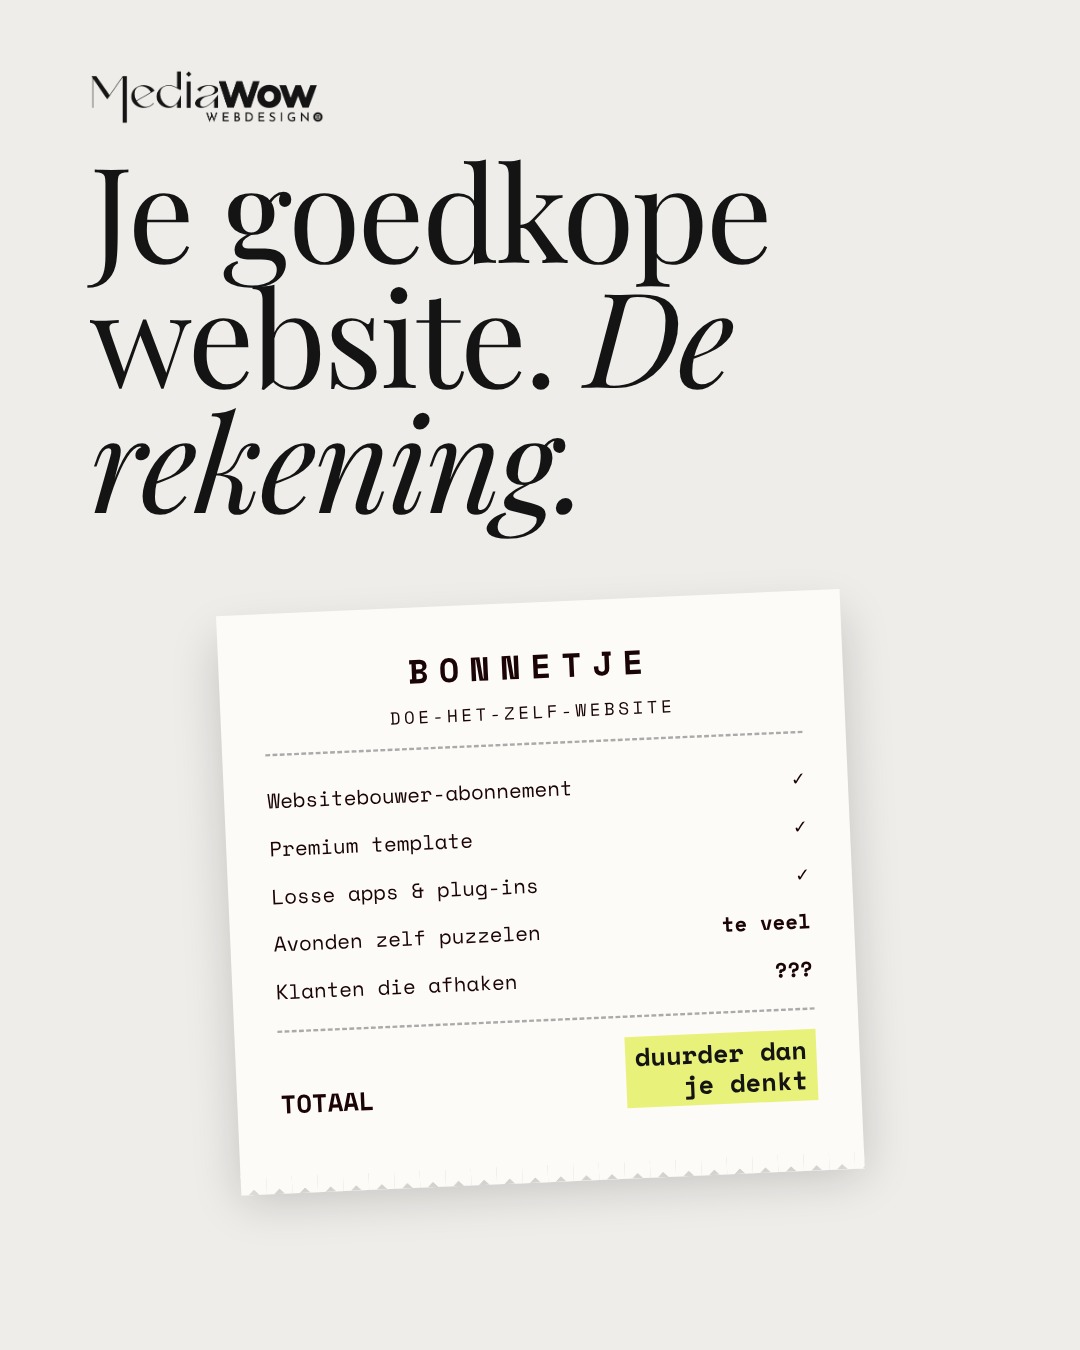 MediaWow
WEBDESIGN
Je goedkope
website. De
rekening.
BONNETJE
DOE-HET-ZELF-WEBSITE
Websitebouwer-abonnement ✓
Premium template ✓
Losse apps & plug-ins ✓
Avonden zelf puzzelen te veel
Klanten die afhaken ???
duurder dan
je denkt
TOTAAL